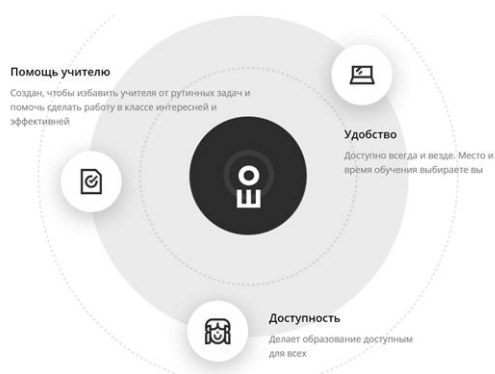 Помощь учителю
Создан, чтобы избавить учителя от рутинных задач и
помочь сделать работу в классе интересней и
эффективней
Удобство
Доступно всегда и везде. Место и
время обучения выбираете вы
О
Ш
Доступность
Делает образование доступным
для всех